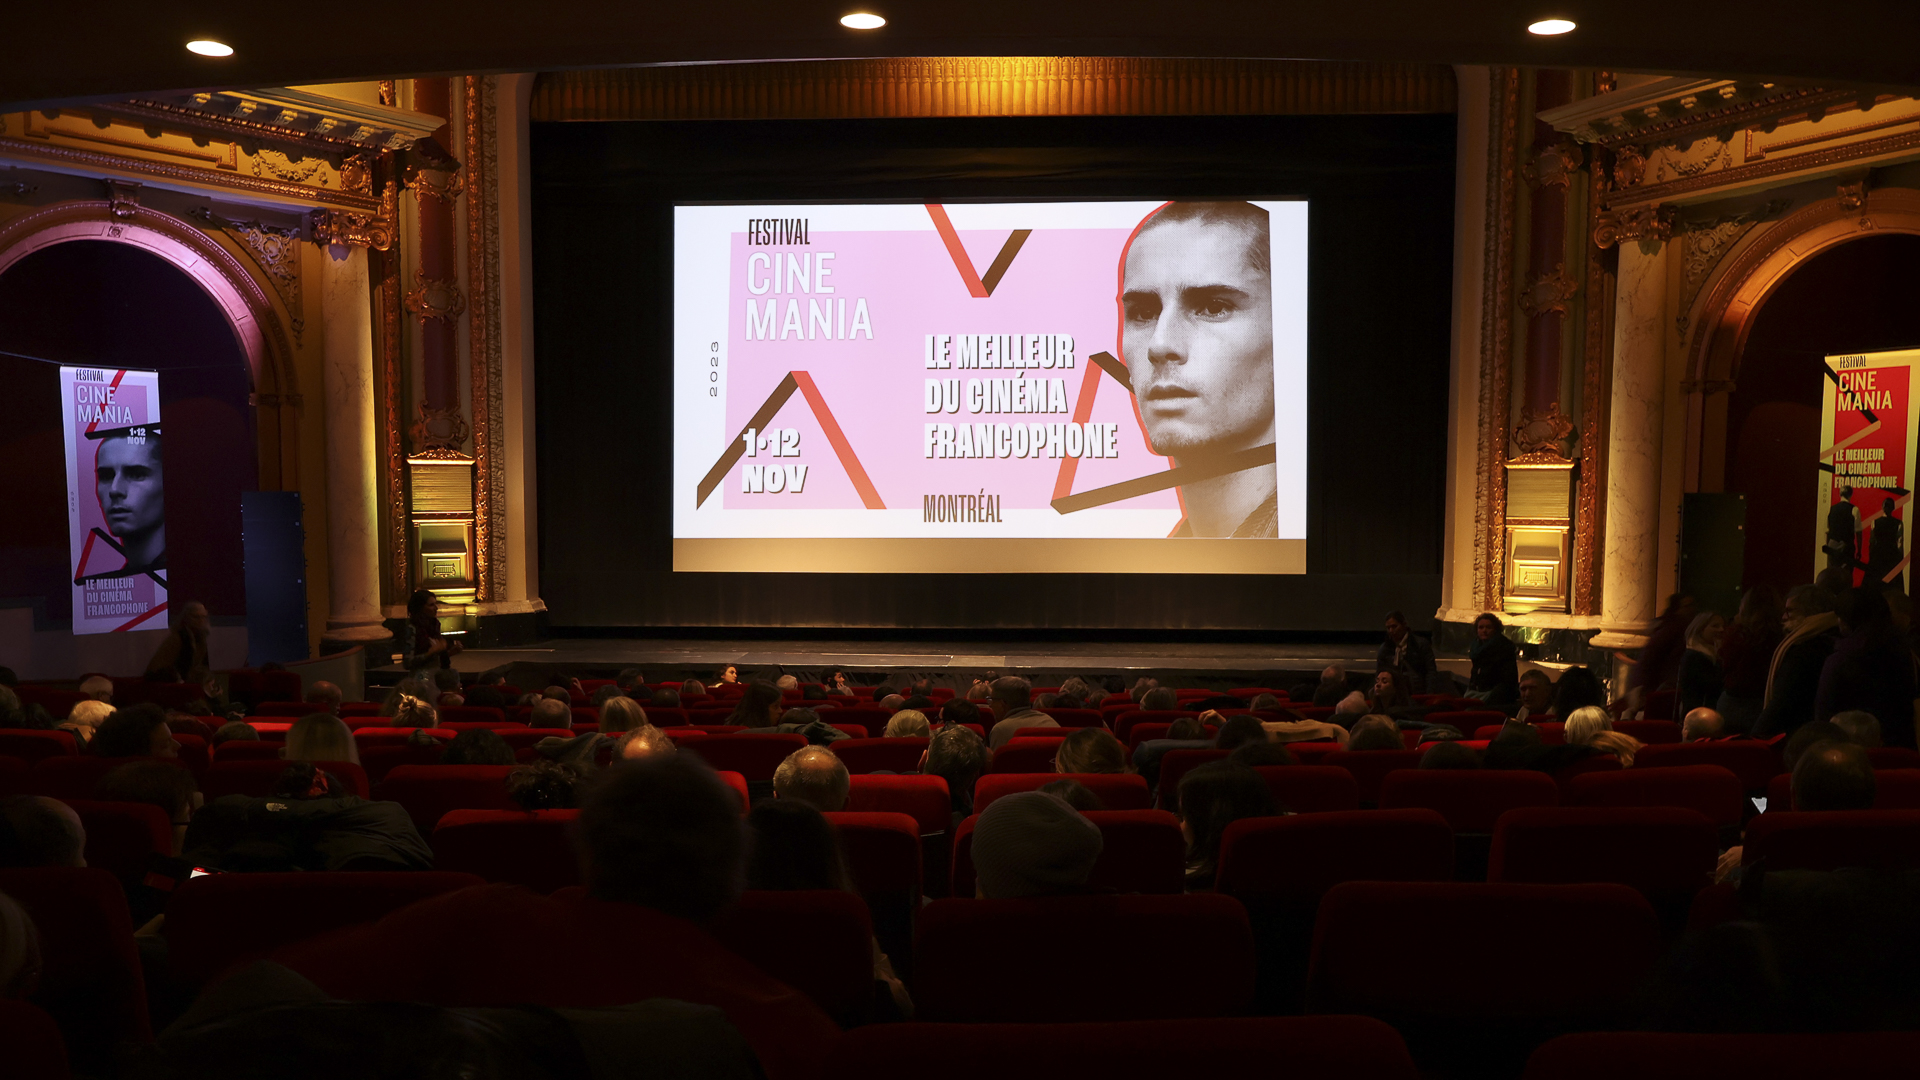 FESTIVAL
CINE
MANIA
2023
1·12
NOV
LE MEILLEUR
DU CINÉMA
FRANCOPHONE
MONTRÉAL
FESTIVAL
CINE
MANIA
1·12
NOV
2023
LE MEILLEUR
DU CINÉMA
FRANCOPHONE
FESTIVAL
CINE
MANIA
LE MEILLEUR
DU CINÉMA
FRANCOPHONE